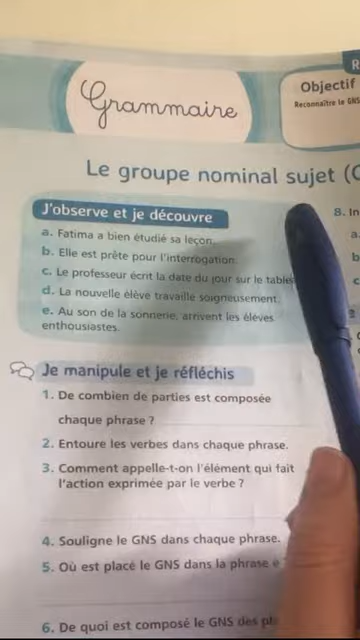 R
Grammaire
Objectif
Reconnaître le GNS
Le groupe nominal sujet (
J'observe et je découvre
8. In
a. Fatima a bien étudié sa leçon.
a.
b. Elle est prête pour l'interrogation.
b
c. Le professeur écrit la date du jour sur le
c
d. La nouvelle élève travaille soigneusement.
e. Au son de la sonnerie, arrivent les élèves
enthousiastes.
Je manipule et je réfléchis
1. De combien de parties est composée
chaque phrase ?
2. Entoure les verbes dans chaque phrase.
3. Comment appelle-t-on l'élément qui fait
l'action exprimée par le verbe ?
4. Souligne le GNS dans chaque phrase.
5. Où est placé le GNS dans la phrase e
6. De quoi est composé le GNS des